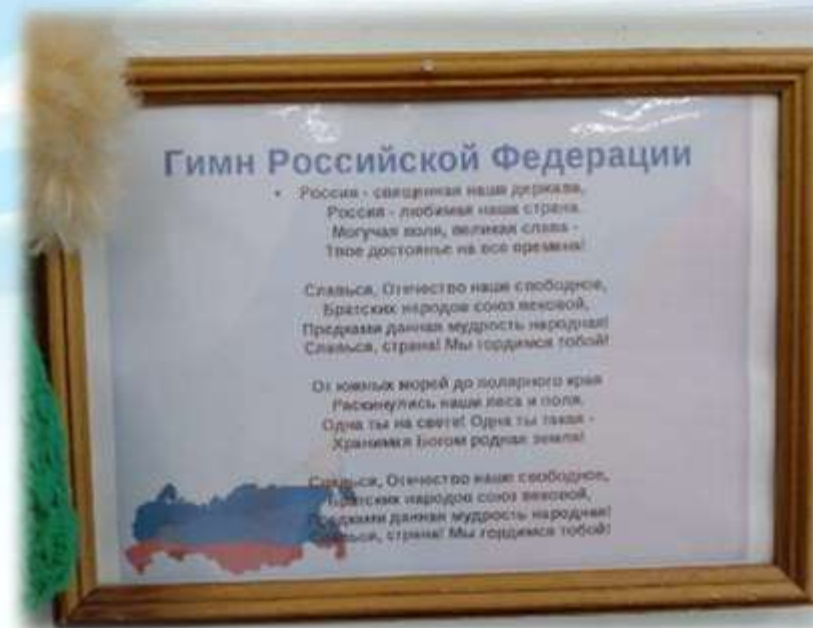 Гимн Российской Федерации
• Россия - священная наша держава,
Россия - любимая наша страна.
Могучая воля, великая слава -
Твое достоянье на все времена!
Славься, Отечество наше свободное,
Братских народов союз вековой,
Предками данная мудрость народная!
Славься, страна! Мы гордимся тобой!
От южных морей до полярного края
Раскинулись наши леса и поля.
Одна ты на свете! Одна ты такая -
Хранимая Богом родная земля!
Славься, Отечество наше свободное,
Братских народов союз вековой,
Предками данная мудрость народная!
Славься, страна! Мы гордимся тобой!